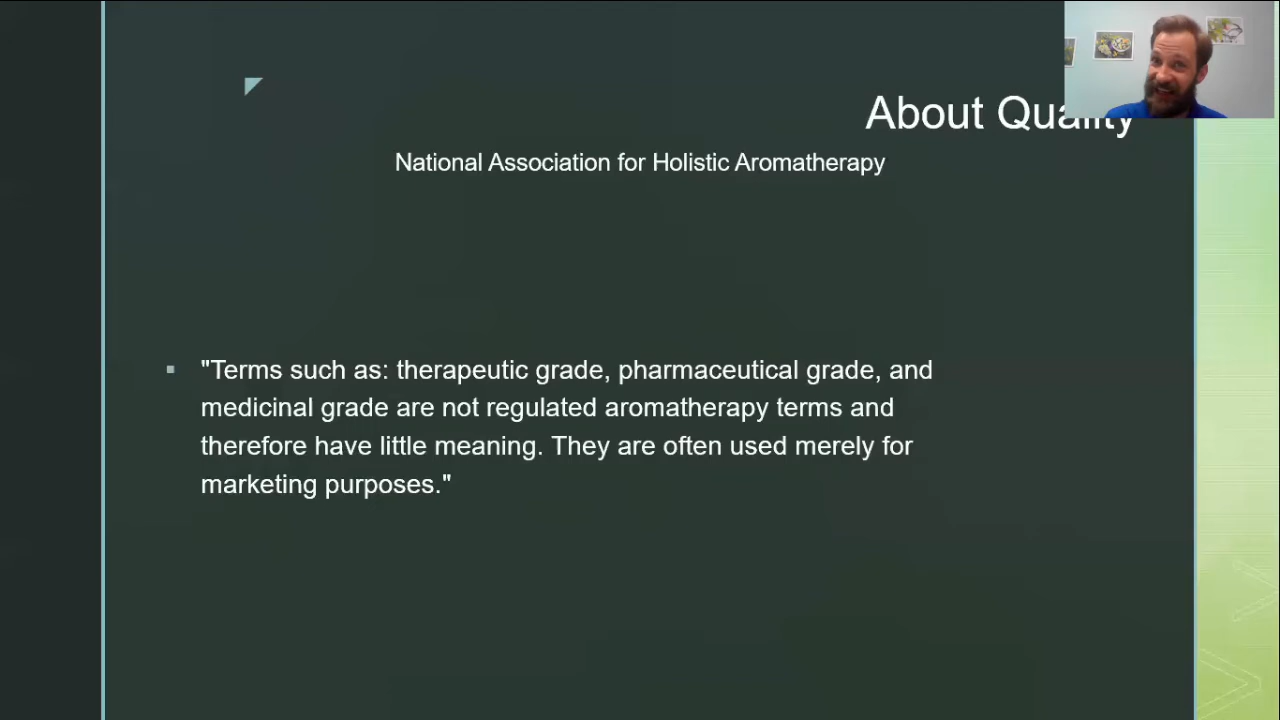 About Quality
National Association for Holistic Aromatherapy
"Terms such as: therapeutic grade, pharmaceutical grade, and
medicinal grade are not regulated aromatherapy terms and
therefore have little meaning. They are often used merely for
marketing purposes."